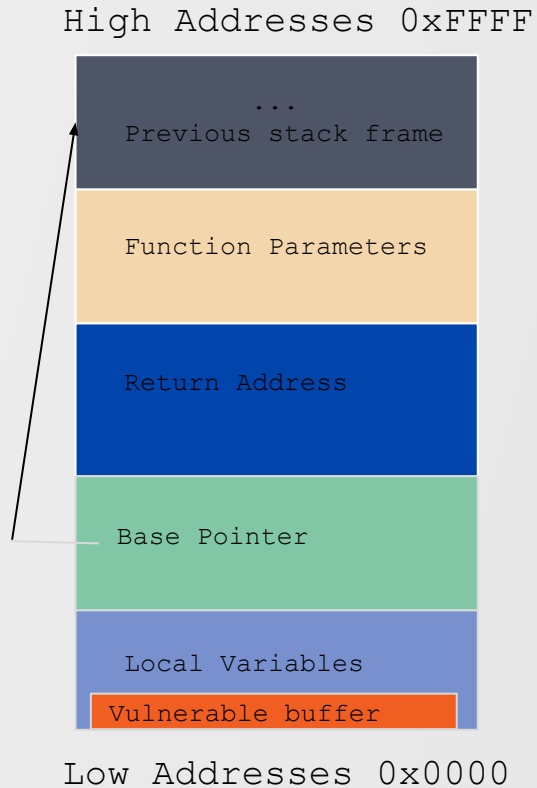 High Addresses 0xFFFF
...
Previous stack frame
Function Parameters
Return Address
Base Pointer
Local Variables
Vulnerable buffer
Low Addresses 0x0000